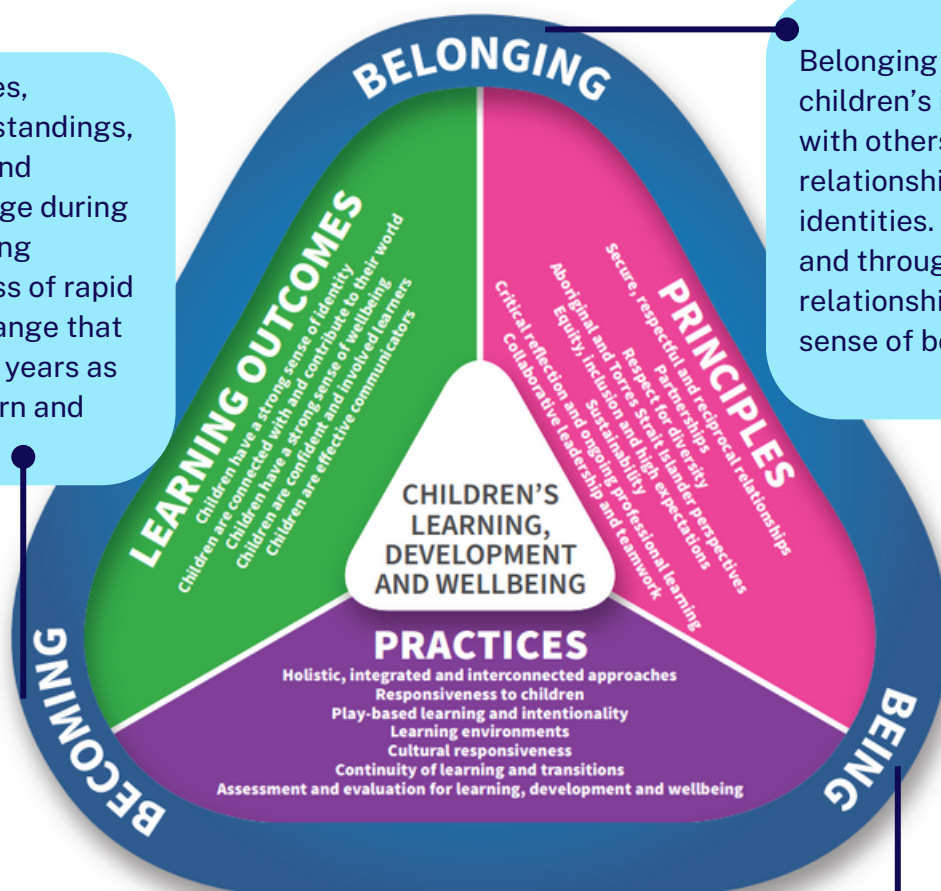 BELONGING
es,
standings,
nd
ge during
ng
ss of rapid
ange that
years as
rn and
Belonging
children's
with others
relationshi
identities.
and throug
relationshi
sense of be
LEARNING OUTCOMES
Children have a strong sense of identity
Children are connected with and contribute to their world
Children have a strong sense of wellbeing
Children are confident and involved learners
Children are effective communicators
PRINCIPLES
Secure, respectful and reciprocal relationships
Partnerships
Respect for diversity
Aboriginal and Torres Strait Islander perspectives
Equity, inclusion and high expectations
Sustainability
Critical reflection and ongoing professional learning
Collaborative leadership and teamwork
CHILDREN'S
LEARNING,
DEVELOPMENT
AND WELLBEING
PRACTICES
Holistic, integrated and interconnected approaches
Responsiveness to children
Play-based learning and intentionality
Learning environments
Cultural responsiveness
Continuity of learning and transitions
Assessment and evaluation for learning, development and wellbeing
BECOMING
BEING